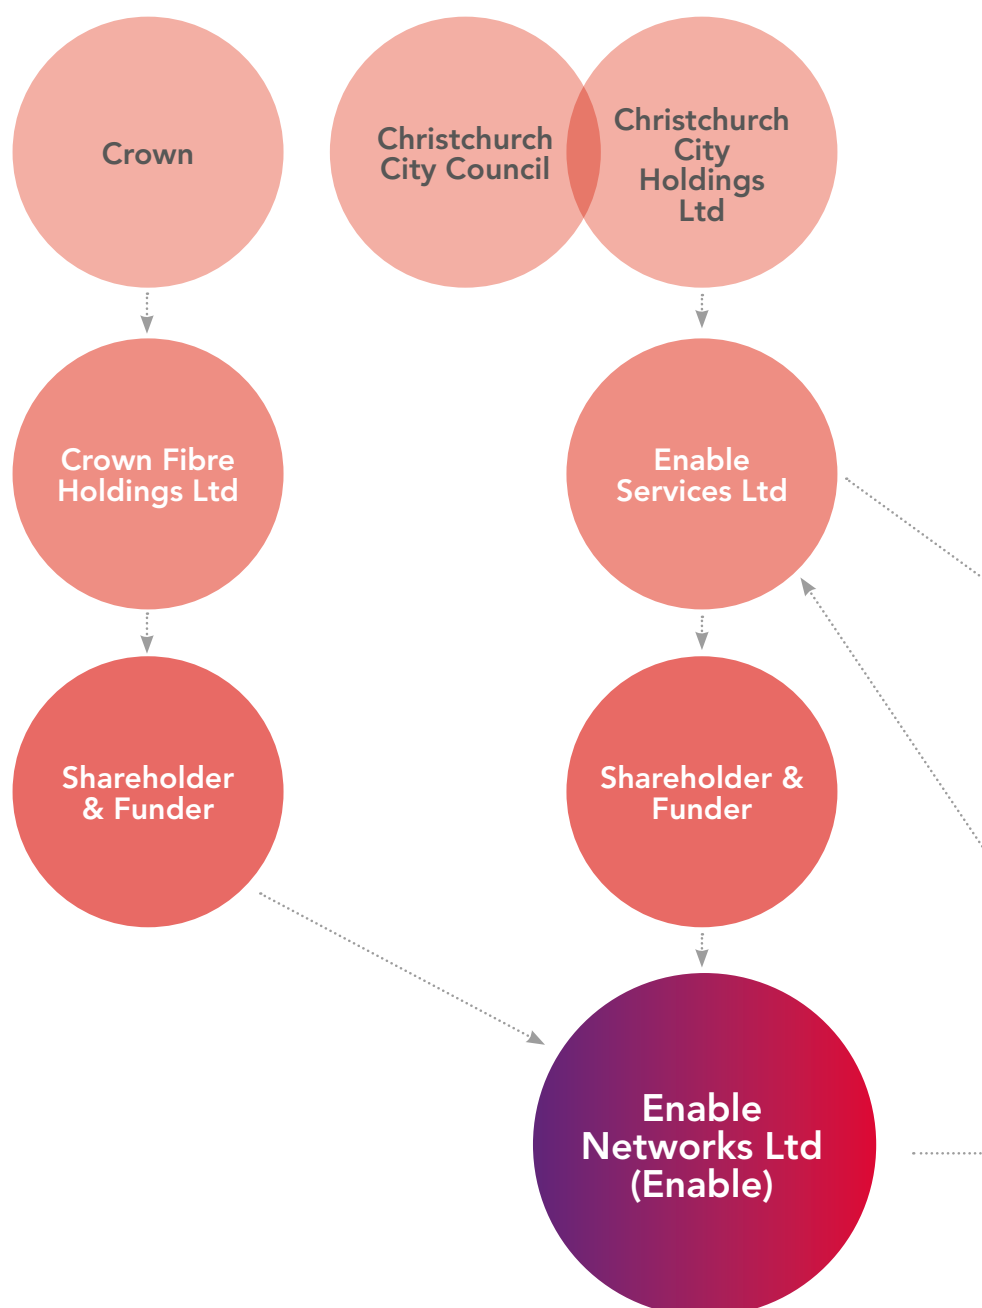 Crown
Christchurch
City Council
Christchurch
City
Holdings
Ltd
Crown Fibre
Holdings Ltd
Enable
Services Ltd
Shareholder
& Funder
Shareholder &
Funder
Enable
Networks Ltd
(Enable)